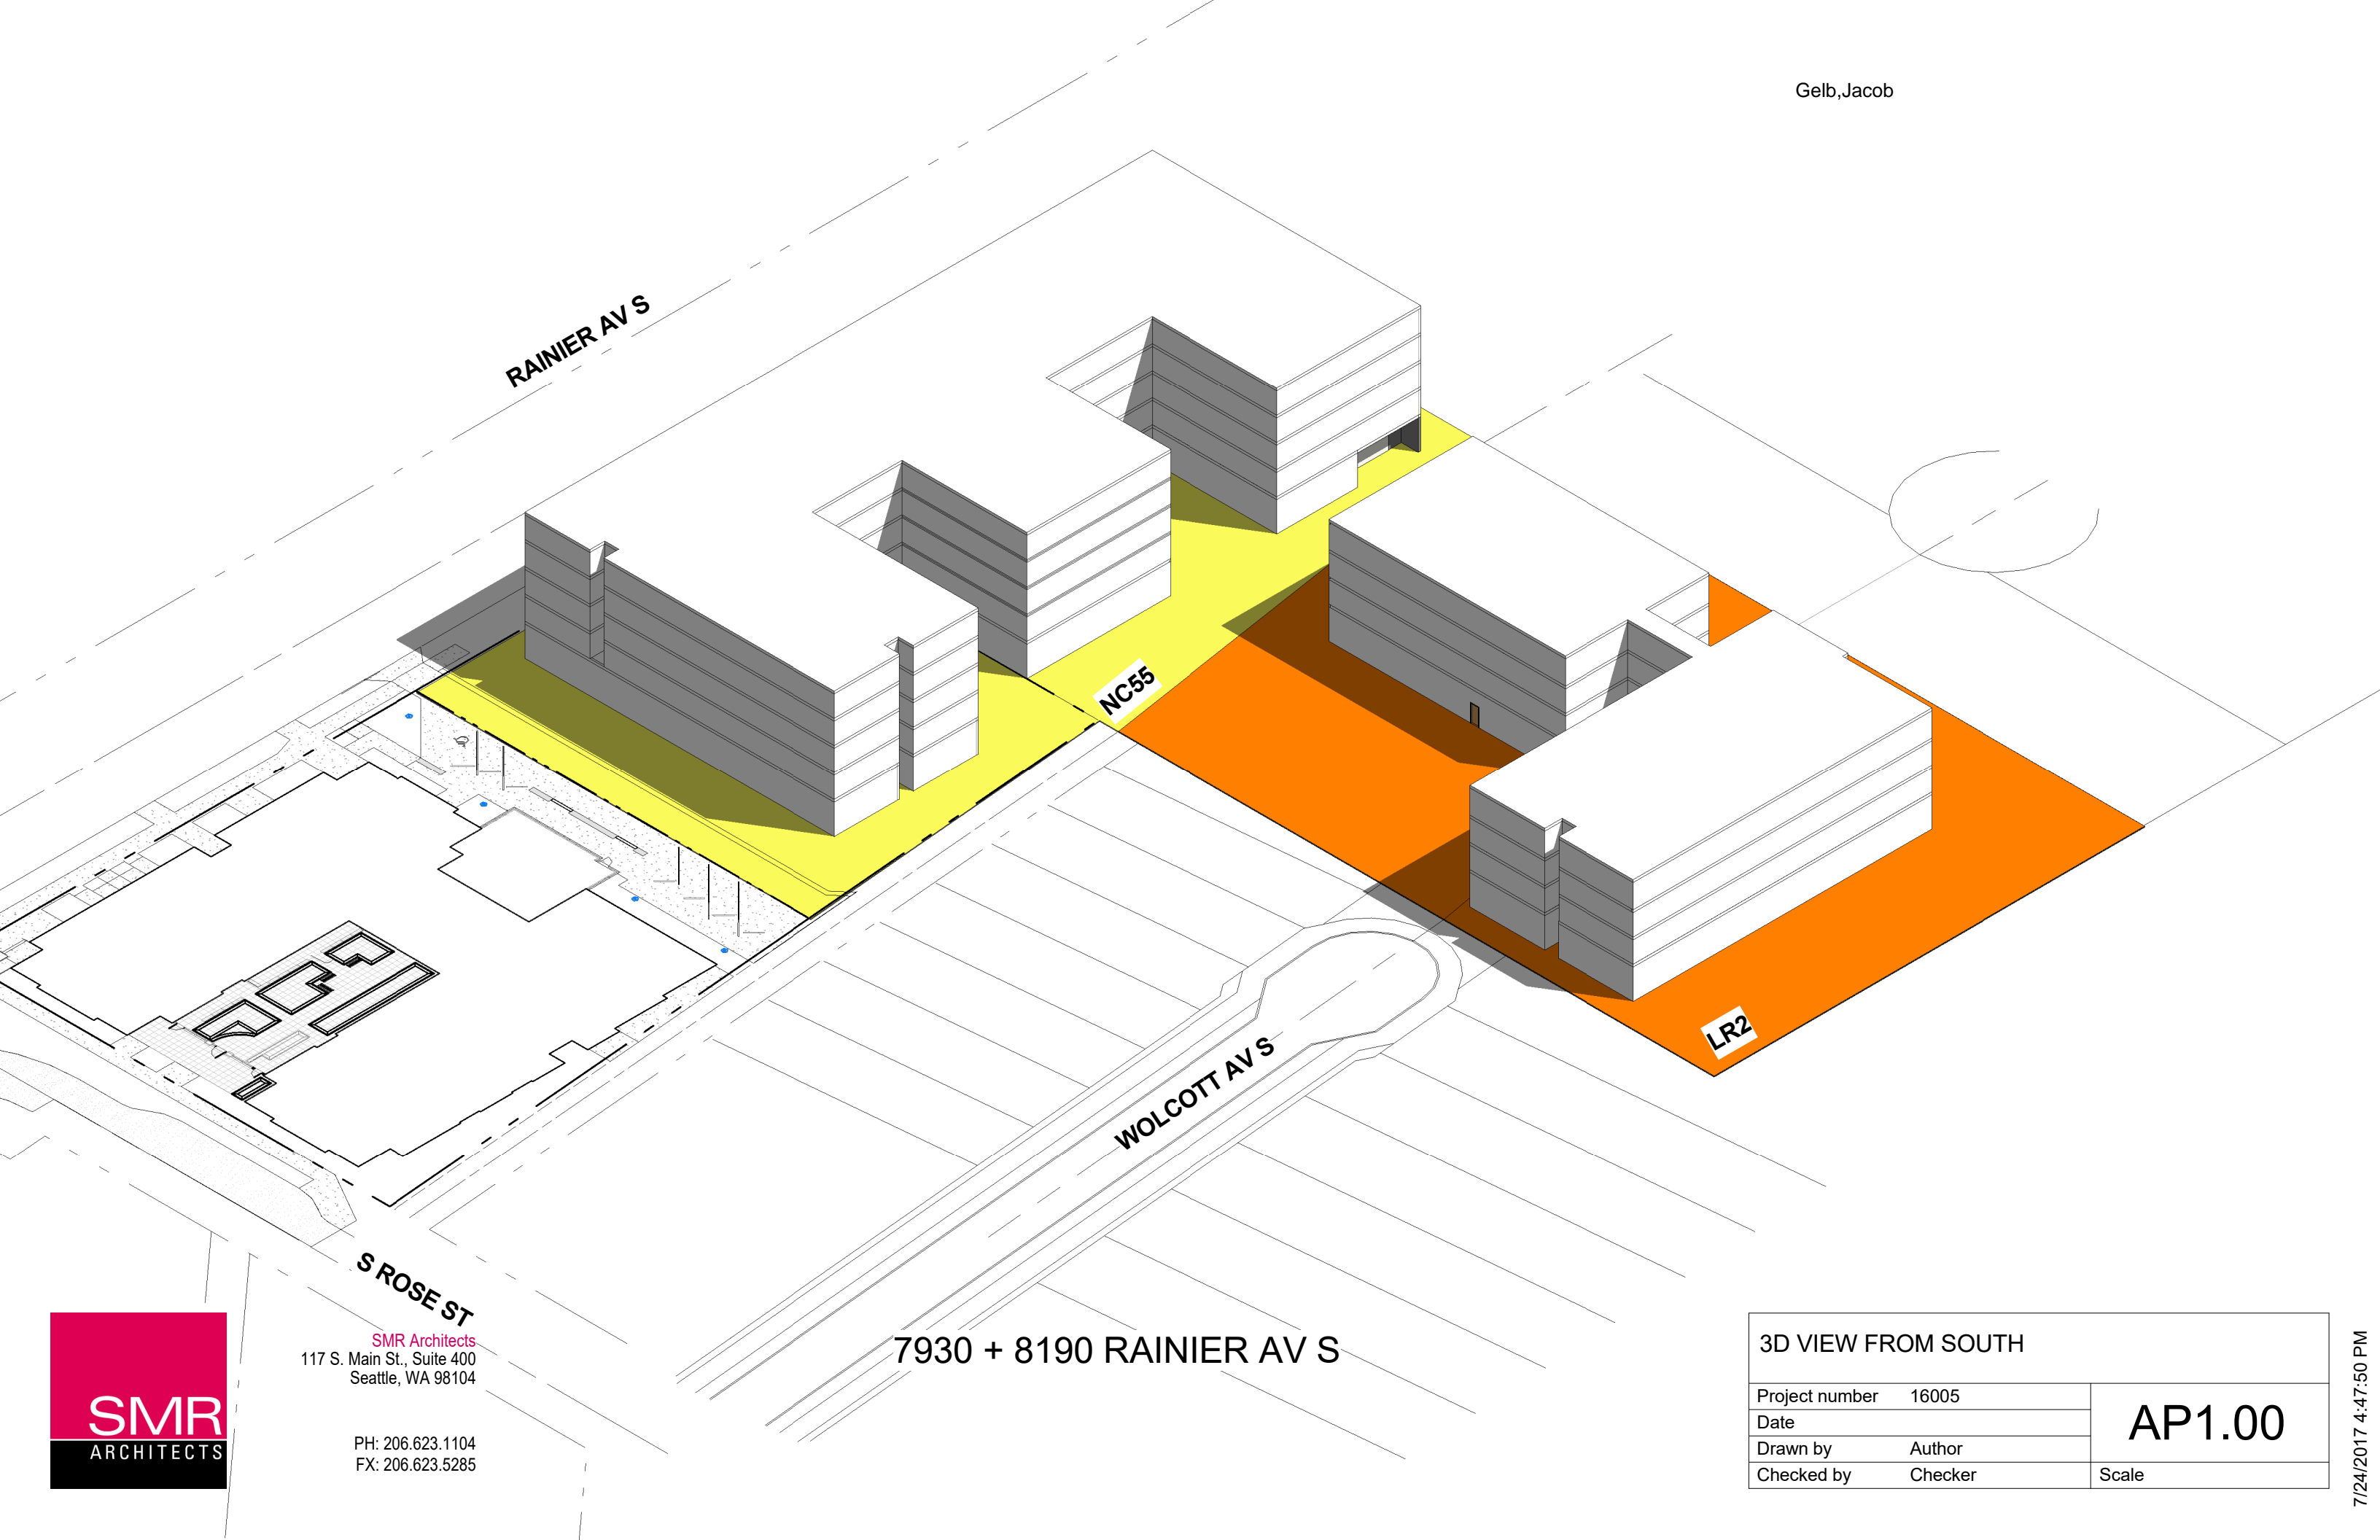 Gelb,Jacob
RAINIER AV S
NC55
LR2
WOLCOTT AV S
S ROSE ST
SMR
ARCHITECTS
SMR Architects
117 S. Main St., Suite 400
Seattle, WA 98104
PH: 206.623.1104
FX: 206.623.5285
7930 + 8190 RAINIER AV S
3D VIEW FROM SOUTH
Project number 16005
Date
Drawn by Author
Checked by Checker
AP1.00
Scale
7/24/2017 4:47:50 PM